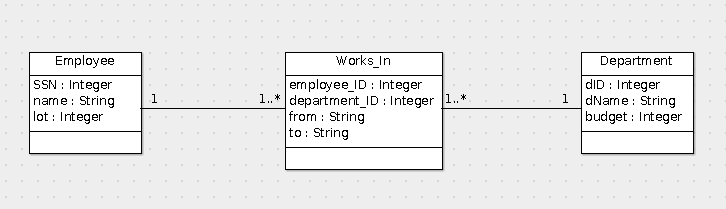 Employee
SSN : Integer
name : String
lot : Integer
1
1..*
Works_In
employee_ID : Integer
department_ID : Integer
from : String
to : String
1..*
1
Department
dID : Integer
dName : String
budget : Integer